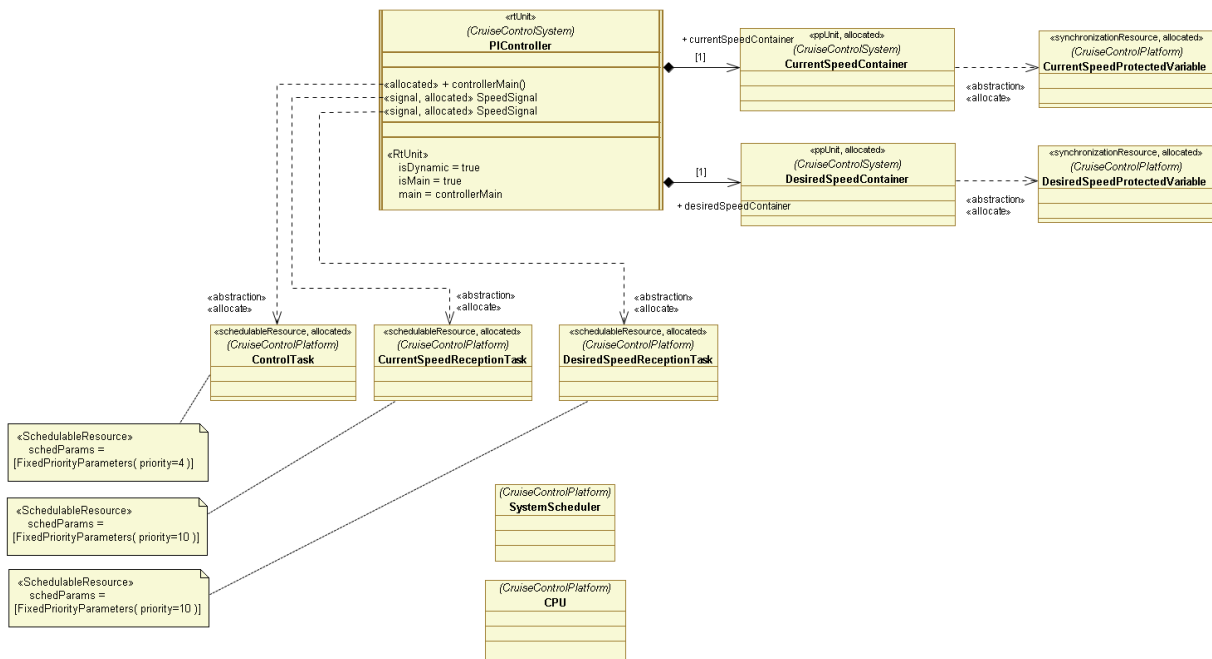 «rtUnit»
(CruiseControlSystem)
PIController
«allocated» + controllerMain()
«signal, allocated» SpeedSignal
«signal, allocated» SpeedSignal
«RtUnit»
isDynamic = true
isMain = true
main = controllerMain
+ currentSpeedContainer
[1]
«ppUnit, allocated»
(CruiseControlSystem)
CurrentSpeedContainer
«abstraction»
«allocate»
«synchronizationResource, allocated»
(CruiseControlPlatform)
CurrentSpeedProtectedVariable
[1]
+ desiredSpeedContainer
«ppUnit, allocated»
(CruiseControlSystem)
DesiredSpeedContainer
«abstraction»
«allocate»
«synchronizationResource, allocated»
(CruiseControlPlatform)
DesiredSpeedProtectedVariable
«abstraction»
«allocate»
«abstraction»
«allocate»
«abstraction»
«allocate»
«schedulableResource, allocated»
(CruiseControlPlatform)
ControlTask
«schedulableResource, allocated»
(CruiseControlPlatform)
CurrentSpeedReceptionTask
«schedulableResource, allocated»
(CruiseControlPlatform)
DesiredSpeedReceptionTask
«SchedulableResource»
schedParams =
[FixedPriorityParameters( priority=4 )]
«SchedulableResource»
schedParams =
[FixedPriorityParameters( priority=10 )]
«SchedulableResource»
schedParams =
[FixedPriorityParameters( priority=10 )]
(CruiseControlPlatform)
SystemScheduler
(CruiseControlPlatform)
CPU